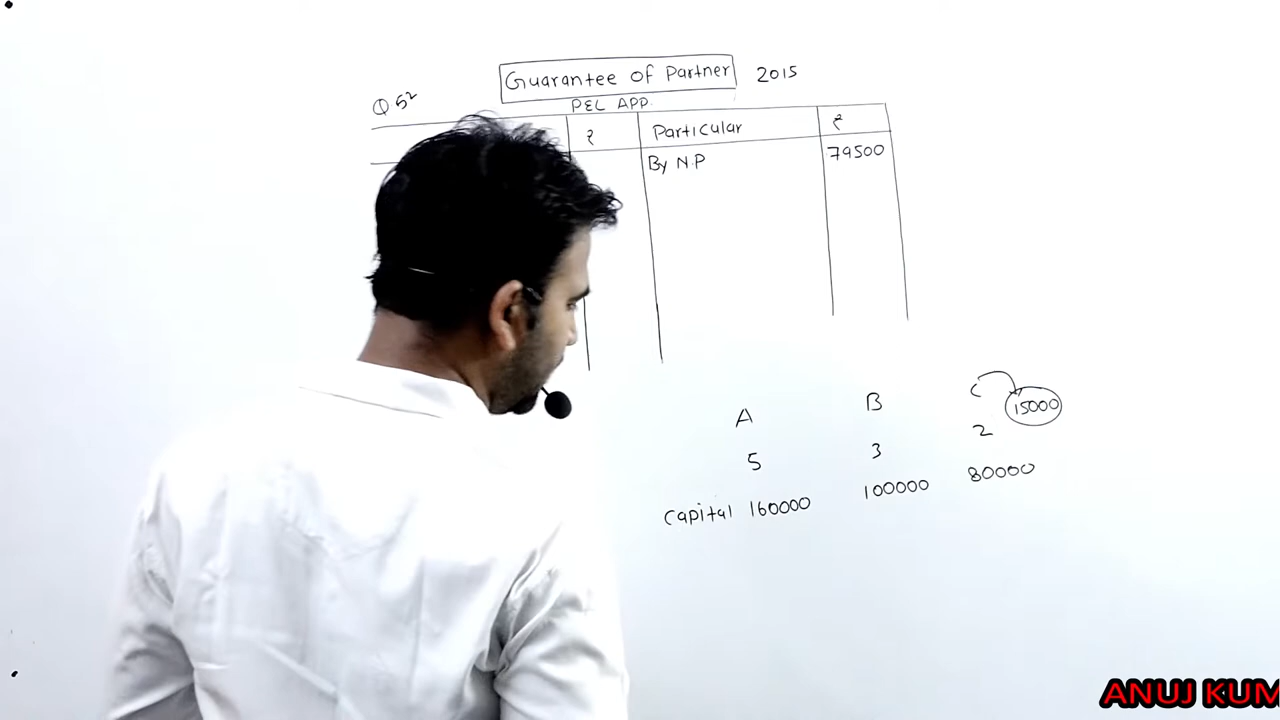 Guarantee of Partner 2015
Q 52
P&L APP.
₹ Particular ₹
By N.P 79500
A B C 15000
5 3 2
Capital 160000 100000 80000
ANUJ KUM